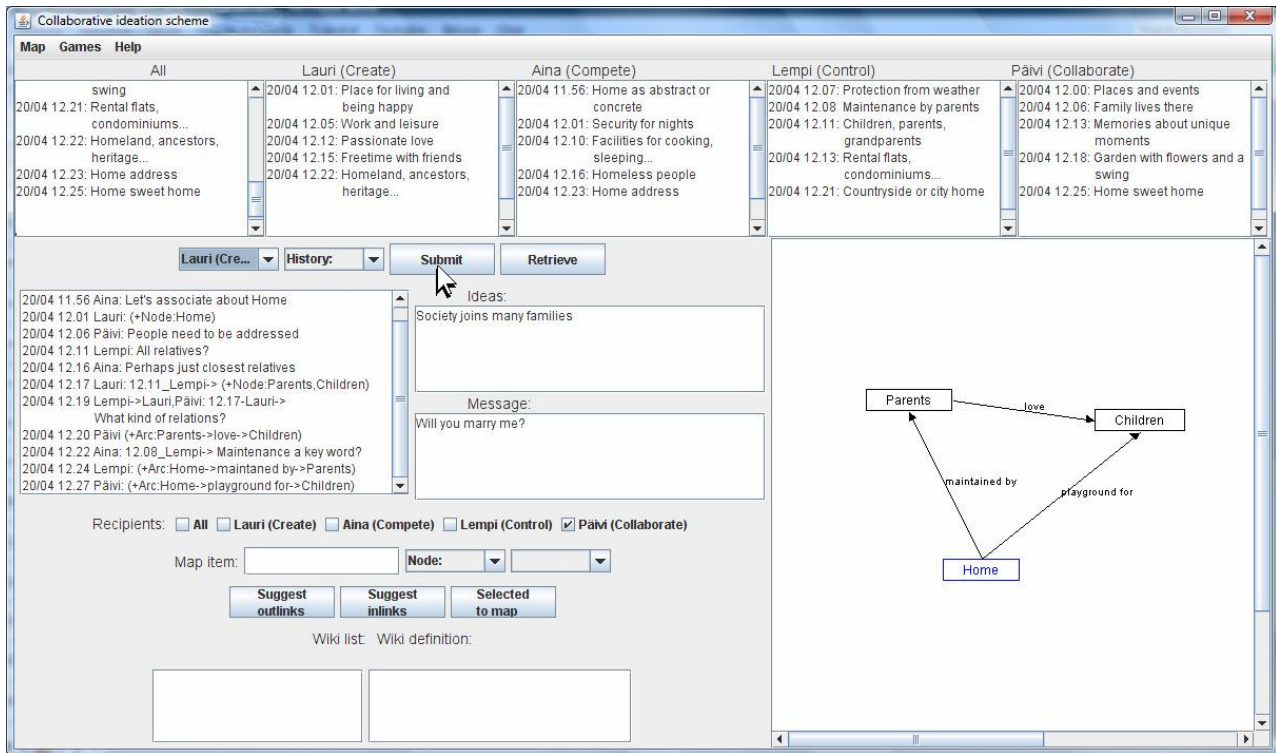 Collaborative ideation scheme
Map Games Help
All
swing
20/04 12.21: Rental flats,
condominiums...
20/04 12.22: Homeland, ancestors,
heritage...
20/04 12.23: Home address
20/04 12.25: Home sweet home
Lauri (Create)
20/04 12.01: Place for living and
being happy
20/04 12.05: Work and leisure
20/04 12.12: Passionate love
20/04 12.15: Freetime with friends
20/04 12.22: Homeland, ancestors,
heritage...
Aina (Compete)
20/04 11.56: Home as abstract or
concrete
20/04 12.01: Security for nights
20/04 12.10: Facilities for cooking,
sleeping...
20/04 12.16: Homeless people
20/04 12.23: Home address
Lempi (Control)
20/04 12.07: Protection from weather
20/04 12.08 Maintenance by parents
20/04 12.11: Children, parents,
grandparents
20/04 12.13: Rental flats,
condominiums...
20/04 12.21: Countryside or city home
Päivi (Collaborate)
20/04 12.00: Places and events
20/04 12.06: Family lives there
20/04 12.13: Memories about unique
moments
20/04 12.18: Garden with flowers and a
swing
20/04 12.25: Home sweet home
Lauri (Cre... History: Submit Retrieve
20/04 11.56 Aina: Let's associate about Home
20/04 12.01 Lauri: (+Node:Home)
20/04 12.06 Päivi: People need to be addressed
20/04 12.11 Lempi: All relatives?
20/04 12.16 Aina: Perhaps just closest relatives
20/04 12.17 Lauri: 12.11_Lempi-> (+Node:Parents,Children)
20/04 12.19 Lempi->Lauri,Päivi: 12.17-Lauri->
What kind of relations?
20/04 12.20 Päivi (+Arc:Parents->love->Children)
20/04 12.22 Aina: 12.08_Lempi-> Maintenance a key word?
20/04 12.24 Lempi: (+Arc:Home->maintaned by->Parents)
20/04 12.27 Päivi: (+Arc:Home->playground for->Children)
Ideas:
Society joins many families
Message:
Will you marry me?
Recipients: All Lauri (Create) Aina (Compete) Lempi (Control) Päivi (Collaborate)
Map item: Node:
Suggest outlinks
Suggest inlinks
Selected to map
Wiki list: Wiki definition:
Parents
love
Children
maintained by
playground for
Home